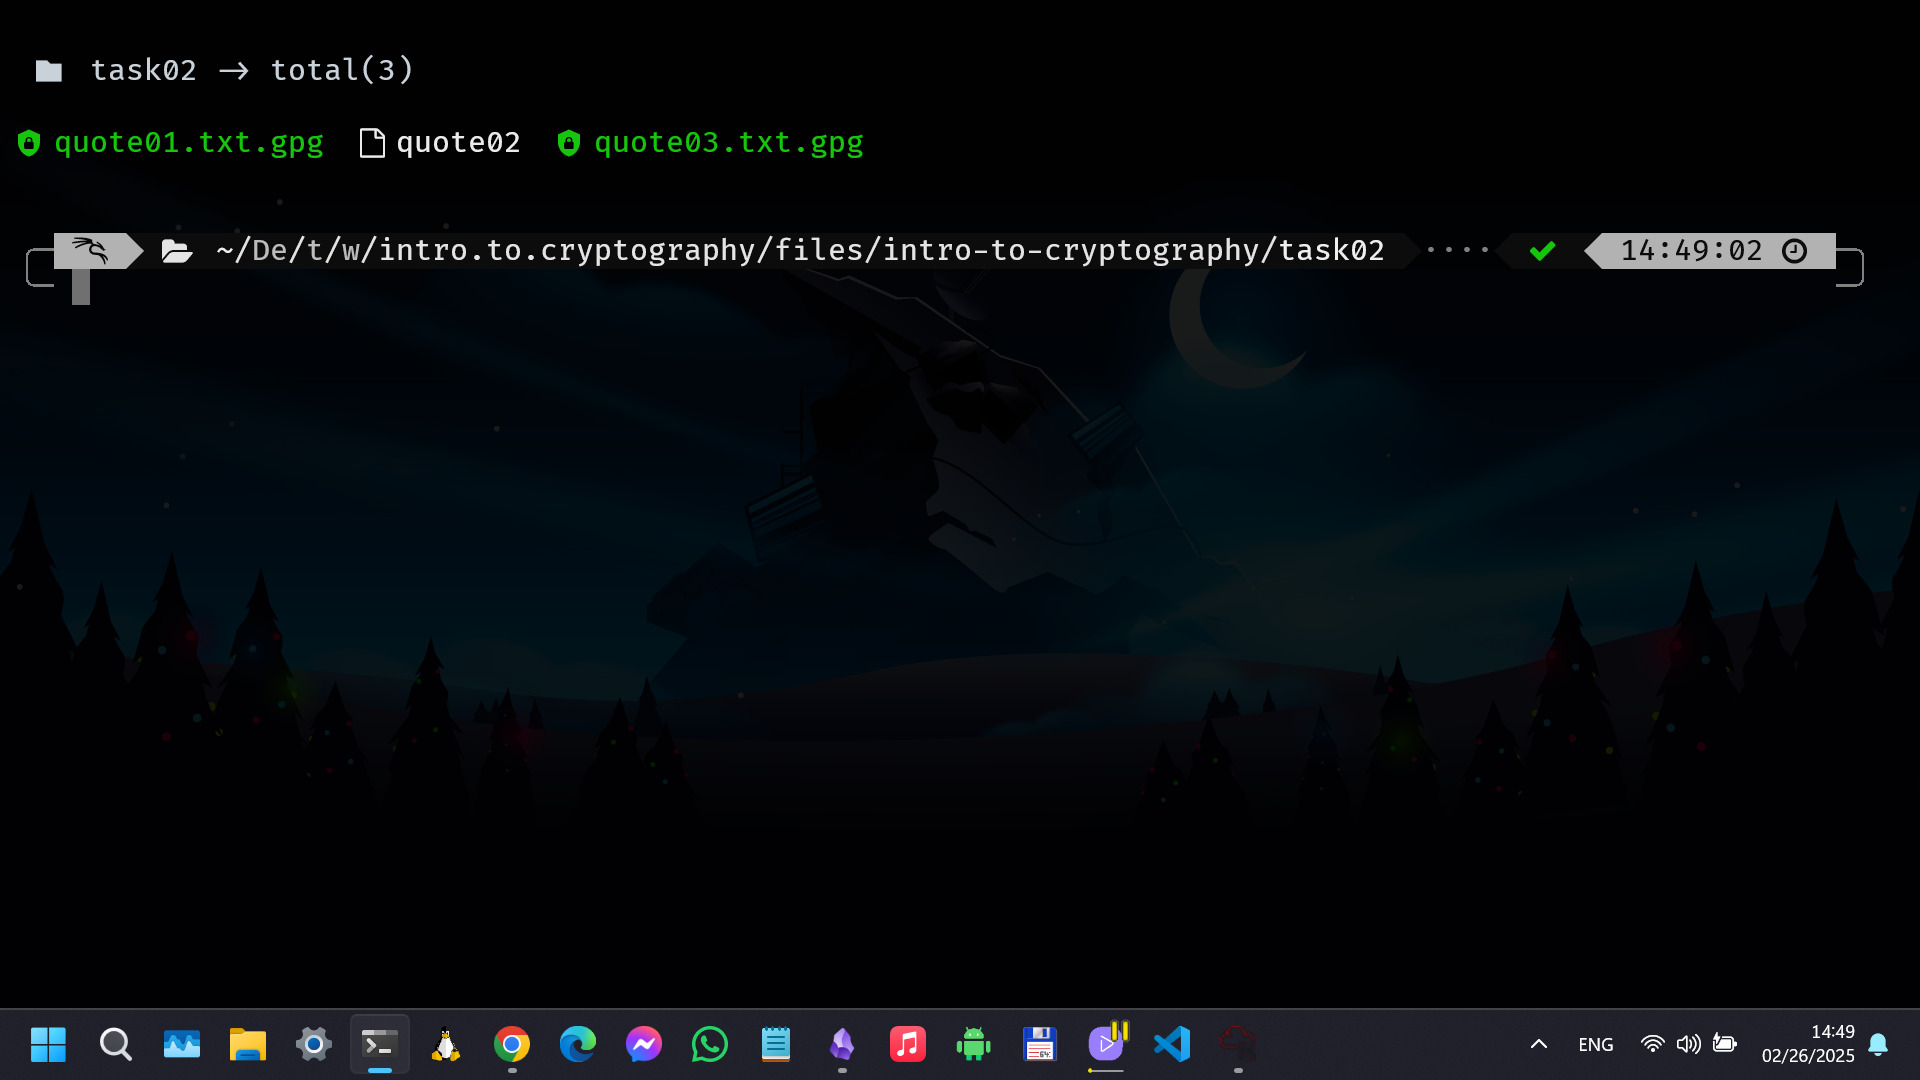 task02 → total(3)
quote01.txt.gpg quote02 quote03.txt.gpg
~/De/t/w/intro.to.cryptography/files/intro-to-cryptography/task02 ···· ✔ 14:49:02
64
ENG
14:49
02/26/2025